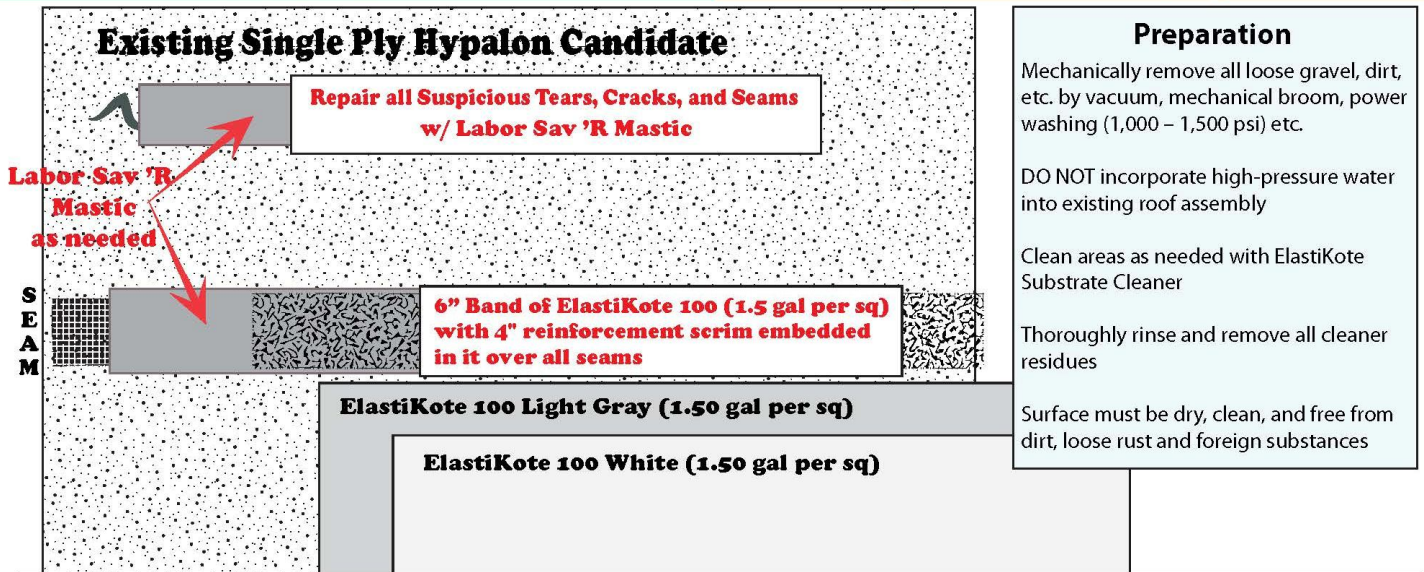 Existing Single Ply Hypalon Candidate
Repair all Suspicious Tears, Cracks, and Seams
w/ Labor Sav 'R Mastic
Labor Sav 'R
Mastic
as needed
SEAM
6” Band of ElastiKote 100 (1.5 gal per sq)
with 4" reinforcement scrim embedded
in it over all seams
ElastiKote 100 Light Gray (1.50 gal per sq)
ElastiKote 100 White (1.50 gal per sq)
Preparation
Mechanically remove all loose gravel, dirt,
etc. by vacuum, mechanical broom, power
washing (1,000 – 1,500 psi) etc.
DO NOT incorporate high-pressure water
into existing roof assembly
Clean areas as needed with ElastiKote
Substrate Cleaner
Thoroughly rinse and remove all cleaner
residues
Surface must be dry, clean, and free from
dirt, loose rust and foreign substances